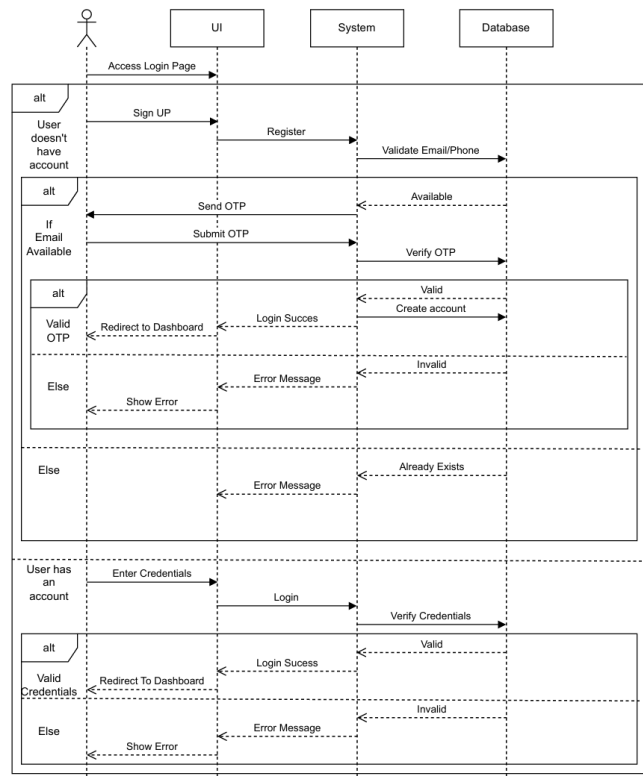 UI
System
Database
Access Login Page
alt
Sign UP
User
doesn't
have
account
Register
Validate Email/Phone
alt
Available
Send OTP
If
Email
Available
Submit OTP
Verify OTP
alt
Valid
Create account
Valid
OTP
Login Succes
Redirect to Dashboard
Invalid
Else
Error Message
Show Error
Else
Already Exists
Error Message
User has
an
account
Enter Credentials
Login
Verify Credentials
alt
Valid
Login Sucess
Valid
Credentials
Redirect To Dashboard
Invalid
Else
Error Message
Show Error